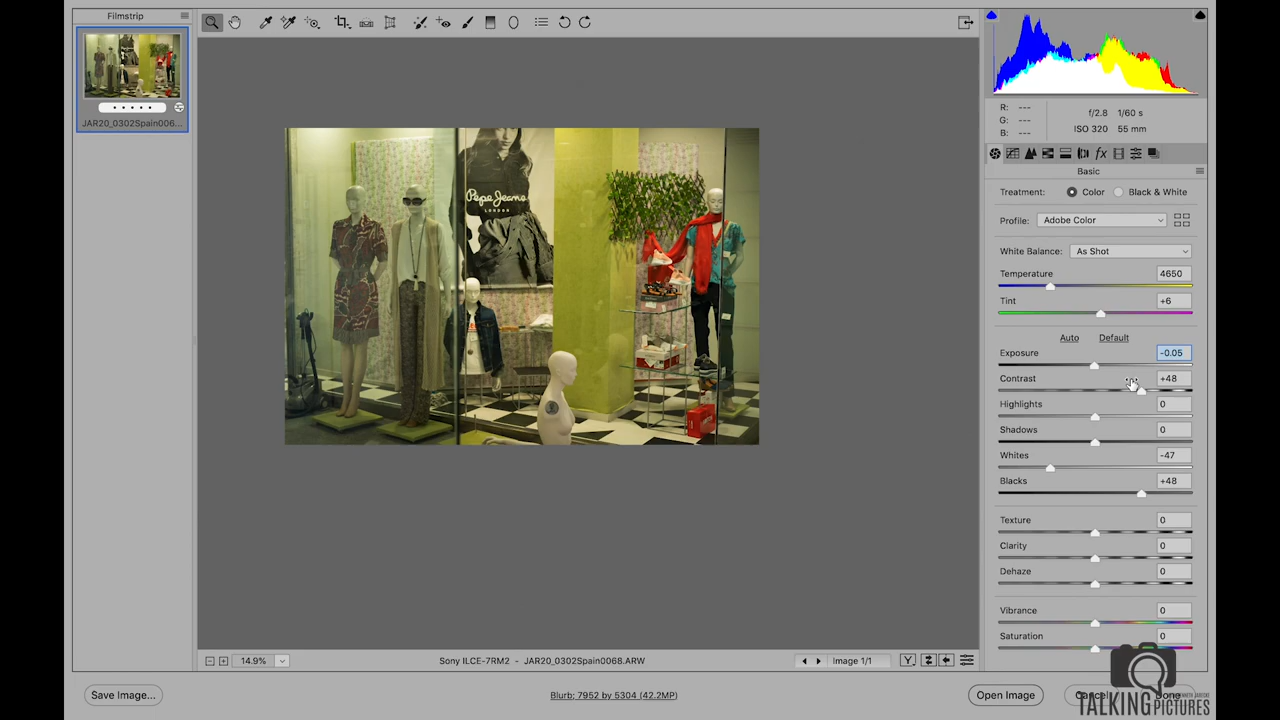 Filmstrip
JAR20_0302Spain006...
Pepe Jeans
LONDON
14.9%
Sony ILCE-7RM2 - JAR20_0302Spain0068.ARW
Image 1/1
Save Image...
Blurb; 7952 by 5304 (42.2MP)
Open Image
R: ---
G: ---
B: ---
f/2.8 1/60 s
ISO 320 55 mm
fx
Basic
Treatment: Color Black & White
Profile: Adobe Color
White Balance: As Shot
Temperature 4650
Tint +6
Auto Default
Exposure -0.05
Contrast +48
Highlights 0
Shadows 0
Whites -47
Blacks +48
Texture 0
Clarity 0
Dehaze 0
Vibrance 0
Saturation 0
Cancel Done
TALKING PICTURES